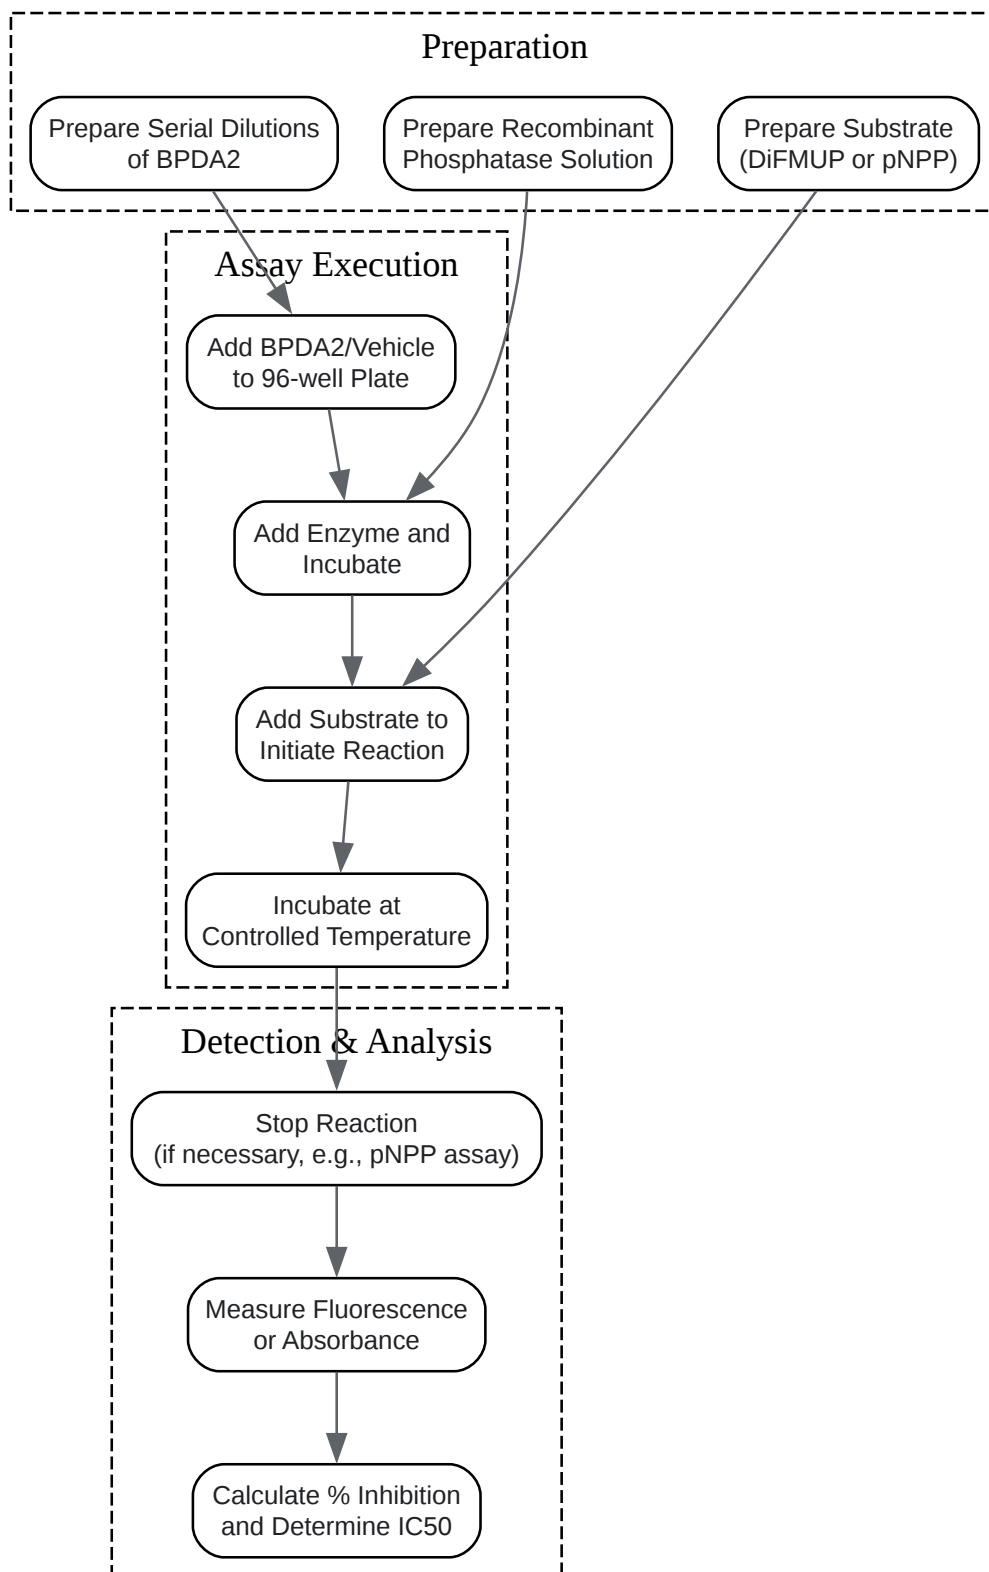 Preparation
Prepare Serial Dilutions
of BPDA2
Prepare Recombinant
Phosphatase Solution
Prepare Substrate
(DiFMUP or pNPP)
Assay Execution
Add BPDA2/Vehicle
to 96-well Plate
Add Enzyme and
Incubate
Add Substrate to
Initiate Reaction
Incubate at
Controlled Temperature
Detection & Analysis
Stop Reaction
(if necessary, e.g., pNPP assay)
Measure Fluorescence
or Absorbance
Calculate % Inhibition
and Determine IC50